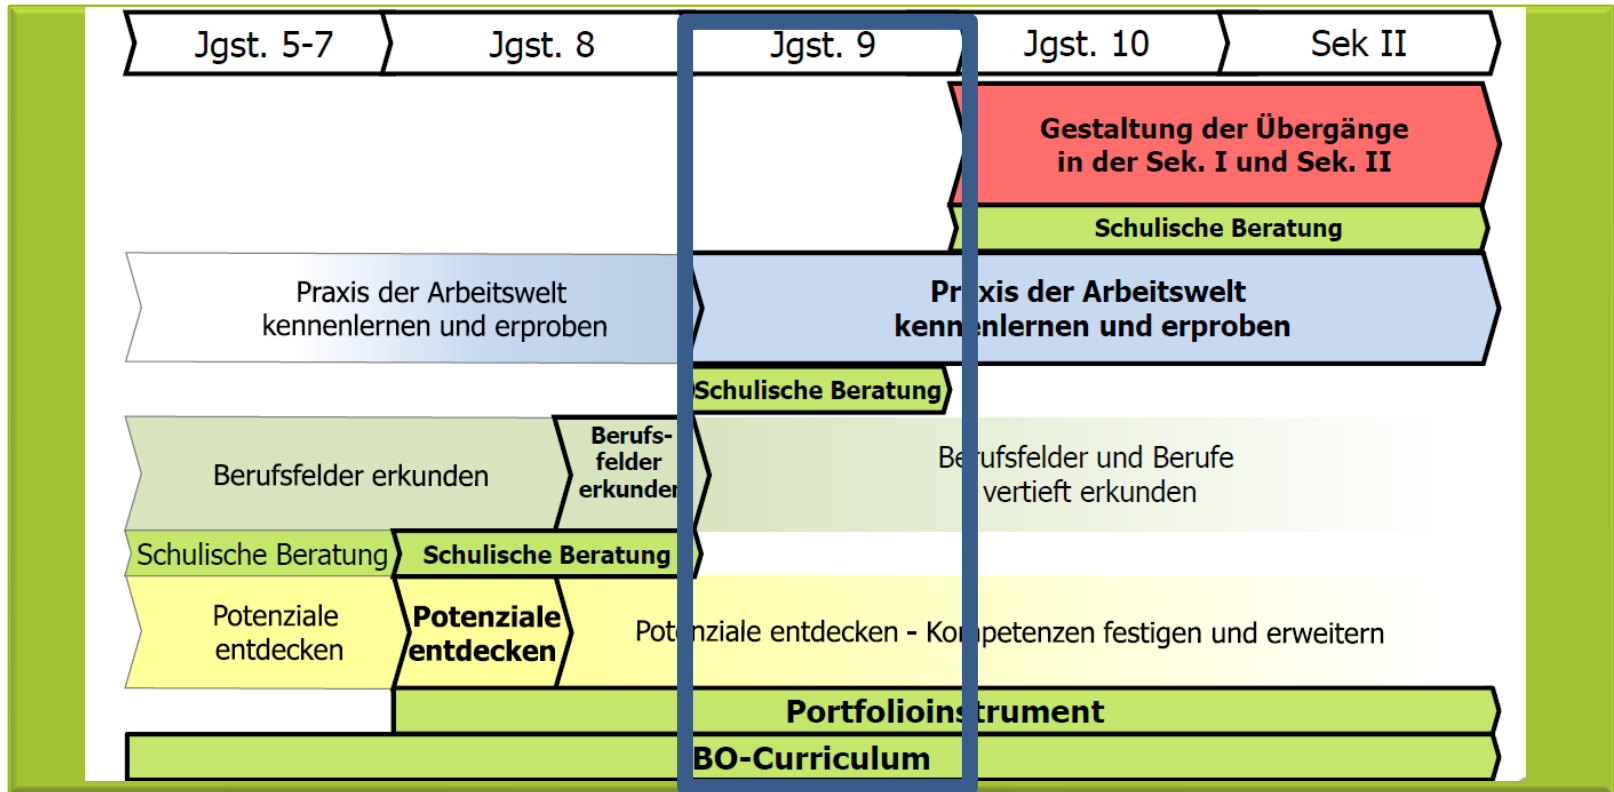 Jgst. 5-7
Jgst. 8
Jgst. 9
Jgst. 10
Sek II
Gestaltung der Übergänge
in der Sek. I und Sek. II
Schulische Beratung
Praxis der Arbeitswelt
kennenlernen und erproben
Praxis der Arbeitswelt
kennenlernen und erproben
Schulische Beratung
Berufsfelder erkunden
Berufs-
felder
erkunden
Berufsfelder und Berufe
vertieft erkunden
Schulische Beratung
Schulische Beratung
Potenziale
entdecken
Potenziale
entdecken
Potenziale entdecken - Kompetenzen festigen und erweitern
Portfolioinstrument
BO-Curriculum